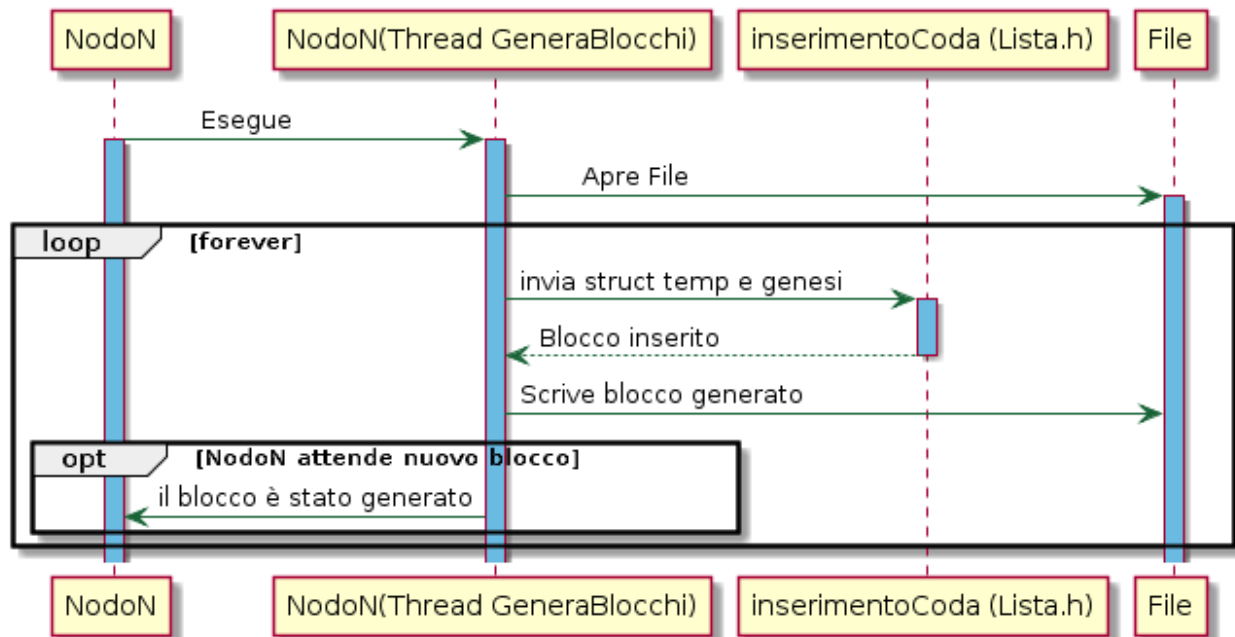 NodoN
NodoN(Thread GeneraBlocchi)
inserimentoCoda (Lista.h)
File
Esegue
Apre File
loop
[forever]
invia struct temp e genesi
Blocco inserito
Scrive blocco generato
opt
[NodoN attende nuovo blocco]
il blocco è stato generato
NodoN
NodoN(Thread GeneraBlocchi)
inserimentoCoda (Lista.h)
File